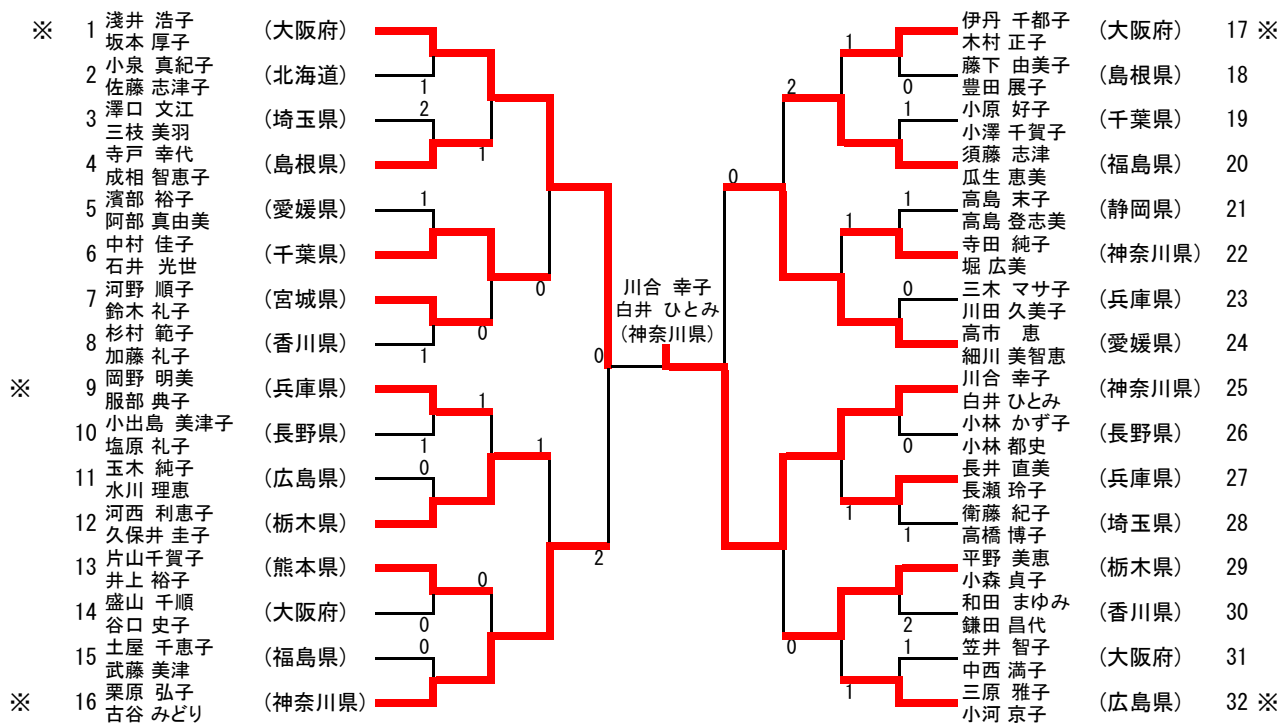 ※ 1 淺井 浩子 坂本 厚子 (大阪府)
2 小泉 真紀子 佐藤 志津子 (北海道) 1
3 澤口 文江 三枝 美羽 (埼玉県) 2
4 寺戸 幸代 成相 智恵子 (島根県) 1
5 濱部 裕子 阿部 真由美 (愛媛県) 1
6 中村 佳子 石井 光世 (千葉県) 0
7 河野 順子 鈴木 礼子 (宮城県) 0
8 杉村 範子 加藤 礼子 (香川県) 1
0
※ 9 岡野 明美 服部 典子 (兵庫県) 1
10 小出島 美津子 塩原 礼子 (長野県) 1 1
11 玉木 純子 水川 理恵 (広島県) 0
12 河西 利恵子 久保井 圭子 (栃木県)
13 片山千賀子 井上 裕子 (熊本県) 0 2
14 盛山 千順 谷口 史子 (大阪府) 0
15 土屋 千恵子 武藤 美津 (福島県) 0
※ 16 栗原 弘子 古谷 みどり (神奈川県)
川合 幸子
白井 ひとみ
(神奈川県)
1 伊丹 千都子 木村 正子 (大阪府) 17 ※
2 0 藤下 由美子 豊田 展子 (島根県) 18
1 小原 好子 小澤 千賀子 (千葉県) 19
須藤 志津 瓜生 恵美 (福島県) 20
0 1 高島 末子 高島 登志美 (静岡県) 21
1 寺田 純子 堀 広美 (神奈川県) 22
0 三木 マサ子 川田 久美子 (兵庫県) 23
高市 恵 細川 美智恵 (愛媛県) 24
川合 幸子 白井 ひとみ (神奈川県) 25
0 小林 かず子 小林 都史 (長野県) 26
1 長井 直美 長瀬 玲子 (兵庫県) 27
1 衛藤 紀子 高橋 博子 (埼玉県) 28
平野 美恵 小森 貞子 (栃木県) 29
0 2 和田 まゆみ 鎌田 昌代 (香川県) 30
1 笠井 智子 中西 満子 (大阪府) 31
1 三原 雅子 小河 京子 (広島県) 32 ※